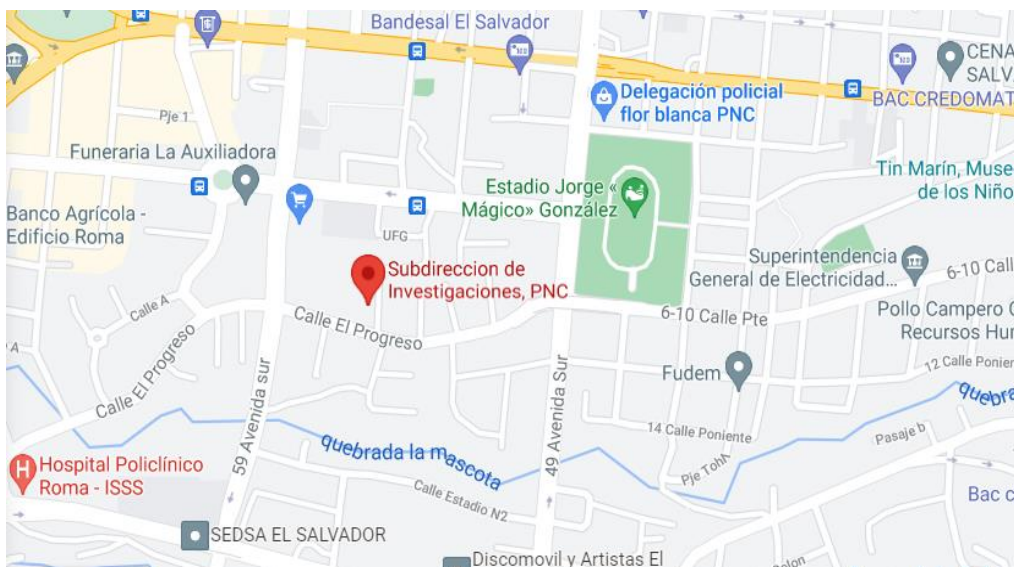 Bandesal El Salvador
CENA
SALV
BAC CREDOMAT
Delegación policial
flor blanca PNC
Pje 1
Funeraria La Auxiliadora
Estadio Jorge «
Mágico» González
Tin Marín, Muse
de los Niño
Banco Agrícola -
Edificio Roma
UFG
Superintendencia
General de Electricidad...
6-10 Call
Subdireccion de
Investigaciones, PNC
Calle A
Calle El Progreso
6-10 Calle Pte
Pollo Campero C
Recursos Hu
Calle El Progreso
59 Avenida sur
49 Avenida Sur
Fudem
12 Calle Ponier
quebra
14 Calle Poniente
Pasaje b
quebrada la mascota
Pje TohA
Hospital Policlínico
Roma - ISSS
Calle Estadio N2
Bac c
SEDSA EL SALVADOR
Discomovil y Artistas El